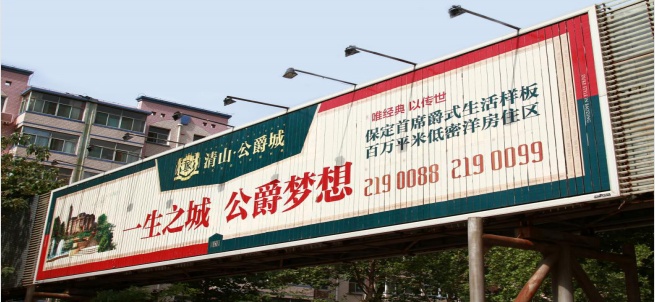 清山·公爵城
一生之城 公爵梦想
唯经典 以传世
保定首席爵式生活样板
百万平米低密洋房住区
219 0088 219 0099